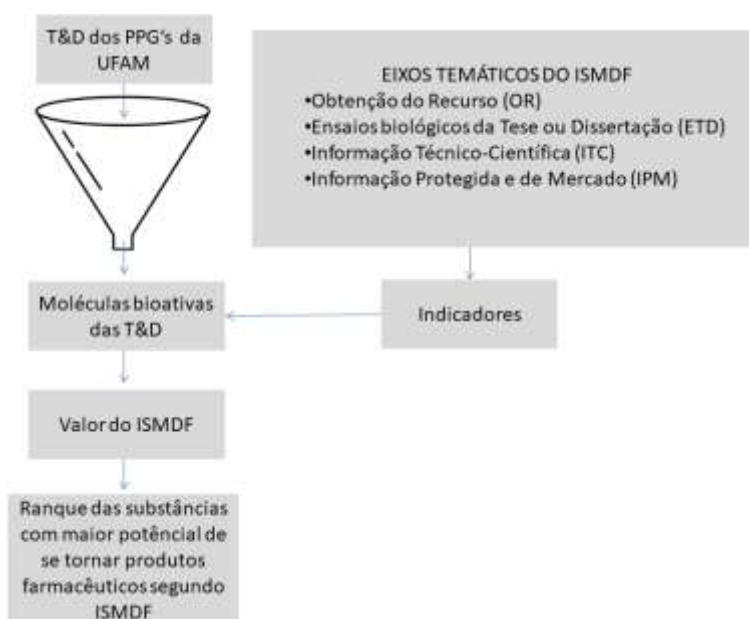 T&D dos PPG's da
UFAM
EIXOS TEMÁTICOS DO ISMDF
•Obtenção do Recurso (OR)
•Ensaios biológicos da Tese ou Dissertação (ETD)
•Informação Técnico-Científica (ITC)
•Informação Protegida e de Mercado (IPM)
Moléculas bioativas
das T&D
Indicadores
Valor do ISMDF
Ranque das substâncias
com maior potêncial de
se tornar produtos
farmacêuticos segundo
ISMDF